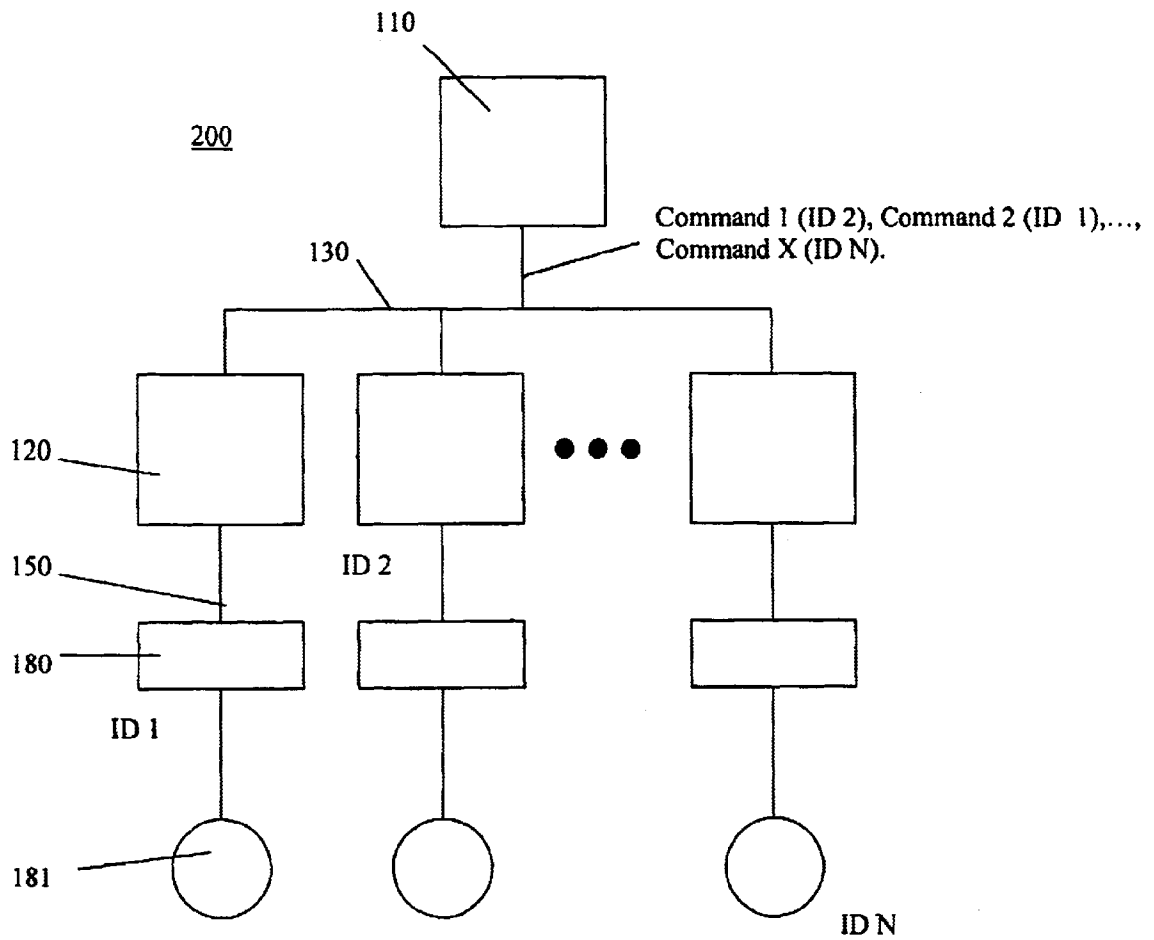 110
200
Command 1 (ID 2), Command 2 (ID 1),...,
Command X (ID N).
130
120
150
ID 2
180
ID 1
181
ID N